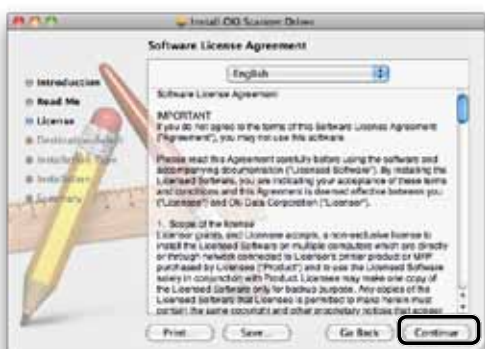 Install OKI Scanner Driver
Software License Agreement
English
Introduction
Read Me
License
Destination Select
Installation Type
Installation
Summary
Software License Agreement
IMPORTANT
If you do not agree to the terms of this Software License Agreement
("Agreement"), you may not use this software.
Please read this Agreement carefully before using the software and
accompanying documentation ("Licensed Software"). By installing the
Licensed Software, you are indicating your acceptance of these terms
and conditions and this Agreement is deemed effective between you
("Licensee") and Oki Data Corporation ("Licensor").
1. Scope of the license
Licensor grants, and Licensee accepts, a non-exclusive license to
install the Licensed Software on multiple computers which are directly
or through network connected to Licensor's printer product or MFP
purchased by Licensee ("Product") and to use the Licensed Software
solely in conjunction with Product. Licensee may make one copy of
the Licensed Software only for backup purpose. Any copies of the
Licensed Software that Licensee is permitted to make herein must
contain the same copyright and other proprietary notices that appear
Print...
Save...
Go Back
Continue